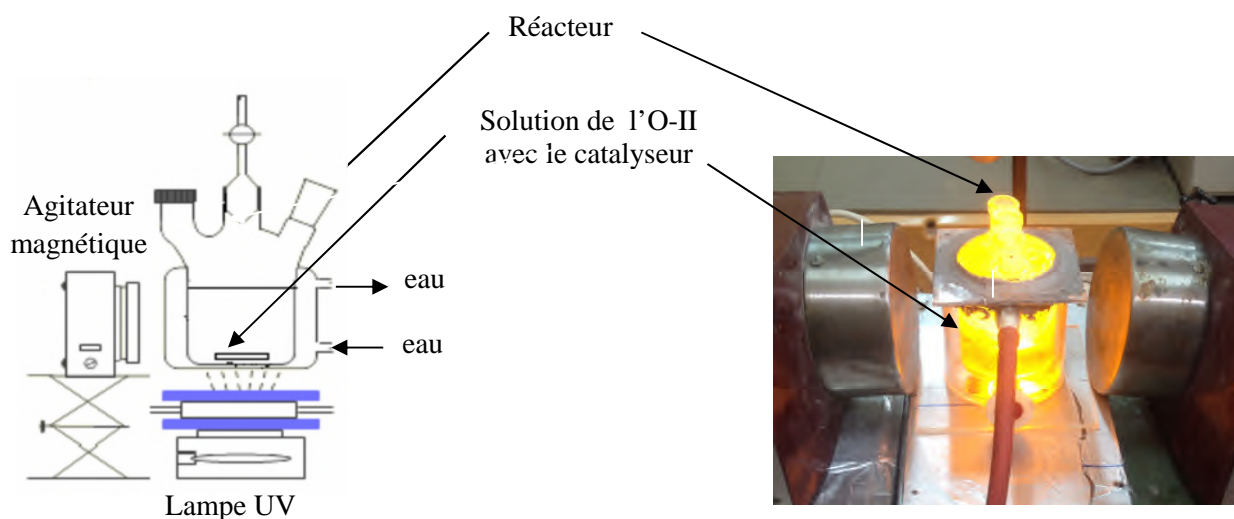 Réacteur
Solution de l’O-II
avec le catalyseur
Agitateur
magnétique
eau
eau
Lampe UV